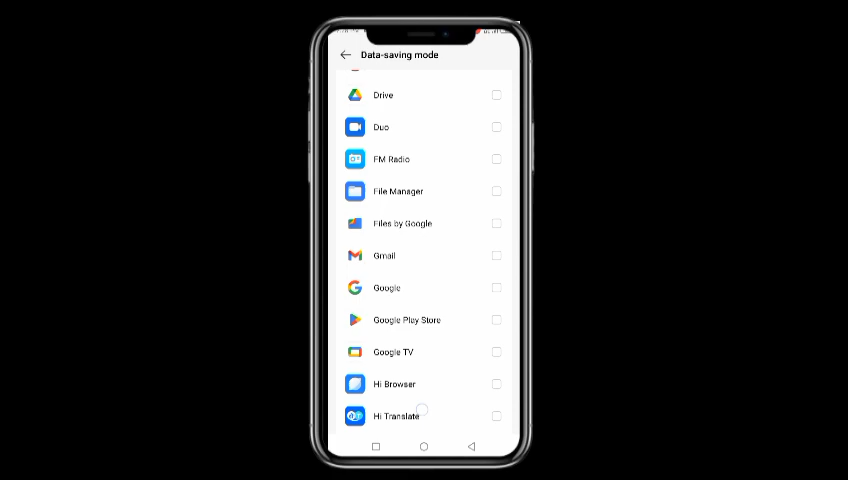 Data-saving mode
Drive
Duo
FM Radio
File Manager
Files by Google
Gmail
Google
Google Play Store
Google TV
Hi Browser
Hi Translate